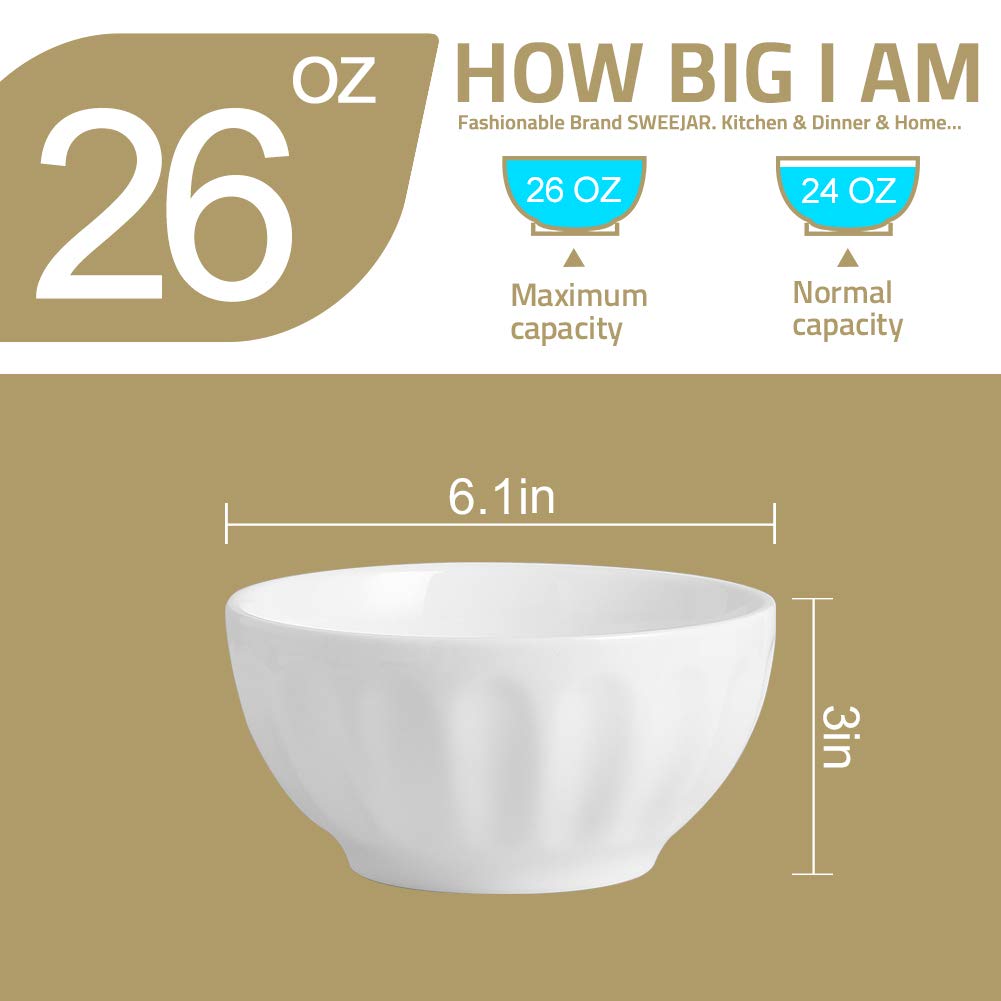 26 OZ
HOW BIG I AM
Fashionable Brand SWEEJAR. Kitchen & Dinner & Home...
26 OZ
24 OZ
Maximum
capacity
Normal
capacity
6.1in
3in